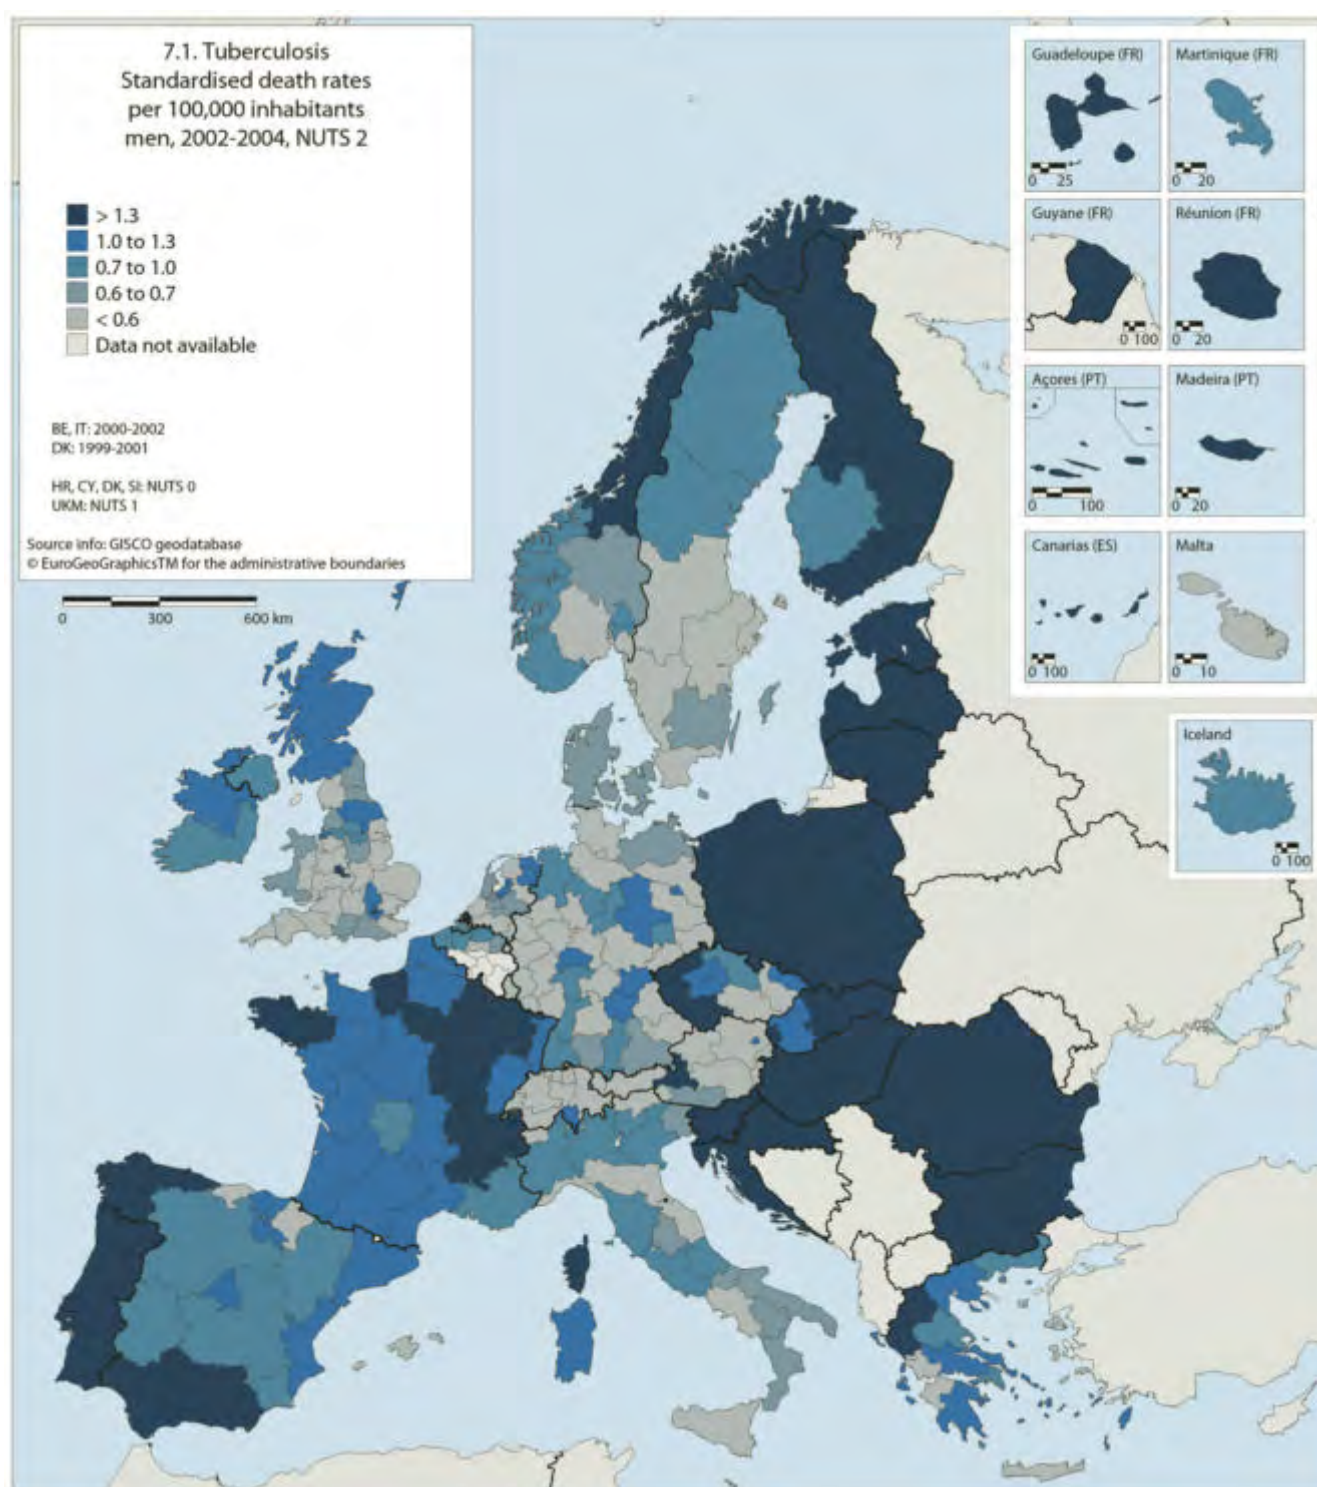 7.1. Tuberculosis
Standardised death rates
per 100,000 inhabitants
men, 2002-2004, NUTS 2
> 1.3
1.0 to 1.3
0.7 to 1.0
0.6 to 0.7
< 0.6
Data not available
BE, IT: 2000-2002
DK: 1999-2001
HR, CY, DK, SI: NUTS 0
UKM: NUTS 1
Source info: GISCO geodatabase
© EuroGeoGraphicsTM for the administrative boundaries
0 300 600 km
Guadeloupe (FR)
0 25
Martinique (FR)
0 20
Guyane (FR)
0 100
Réunion (FR)
0 20
Açores (PT)
0 100
Madeira (PT)
0 20
Canarias (ES)
0 100
Malta
0 10
Iceland
0 100